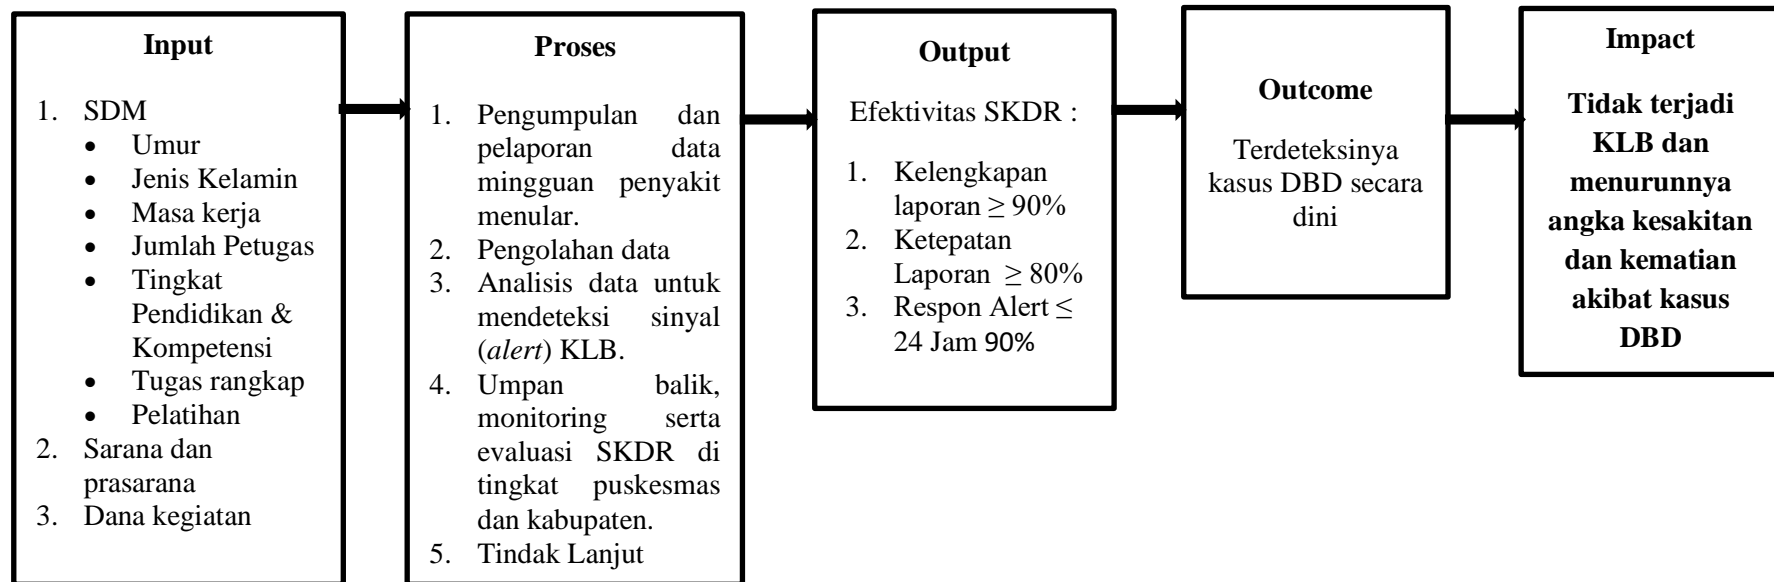 Input
1. SDM
• Umur
• Jenis Kelamin
• Masa kerja
• Jumlah Petugas
• Tingkat
Pendidikan &
Kompetensi
• Tugas rangkap
• Pelatihan
2. Sarana dan
prasarana
3. Dana kegiatan
Proses
1. Pengumpulan dan
pelaporan data
mingguan penyakit
menular.
2. Pengolahan data
3. Analisis data untuk
mendeteksi sinyal
(alert) KLB.
4. Umpan balik,
monitoring serta
evaluasi SKDR di
tingkat puskesmas
dan kabupaten.
5. Tindak Lanjut
Output
Efektivitas SKDR :
1. Kelengkapan
laporan ≥ 90%
2. Ketepatan
Laporan ≥ 80%
3. Respon Alert ≤
24 Jam 90%
Outcome
Terdeteksinya
kasus DBD secara
dini
Impact
Tidak terjadi
KLB dan
menurunnya
angka kesakitan
dan kematian
akibat kasus
DBD